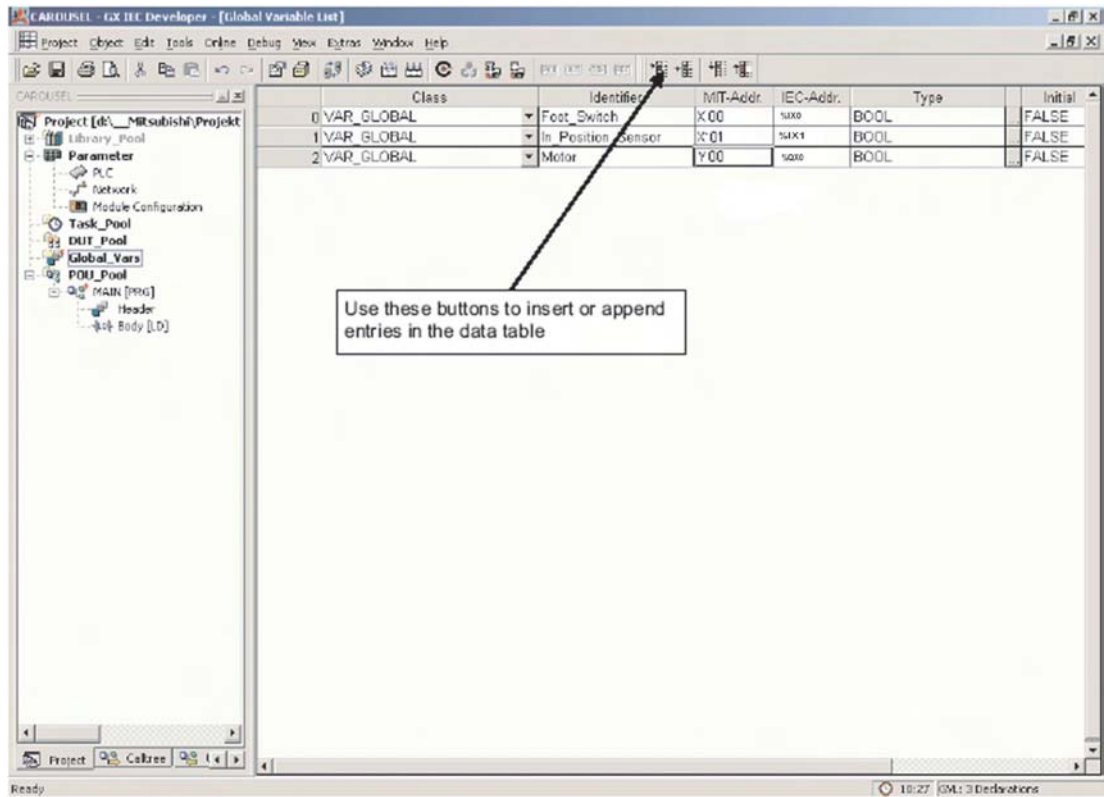 CAROUSEL - GX IEC Developer - [Global Variable List]
Project Object Edit Tools Online Debug View Extras Window Help
CAROUSEL
Project [d:\__Mitsubishi\Projekt
Library_Pool
Parameter
PLC
Network
Module Configuration
Task_Pool
DUT_Pool
Global_Vars
POU_Pool
MAIN [PRG]
Header
Body [LD]
Class Identifier MIT-Addr. IEC-Addr. Type Initial
0 VAR_GLOBAL Foot_Switch X00 %IX0 BOOL ... FALSE
1 VAR_GLOBAL In_Position_Sensor X01 %IX1 BOOL ... FALSE
2 VAR_GLOBAL Motor Y00 %QX0 BOOL ... FALSE
Use these buttons to insert or append
entries in the data table
Project Calltree
Ready 10:27 GVL: 3 Declarations